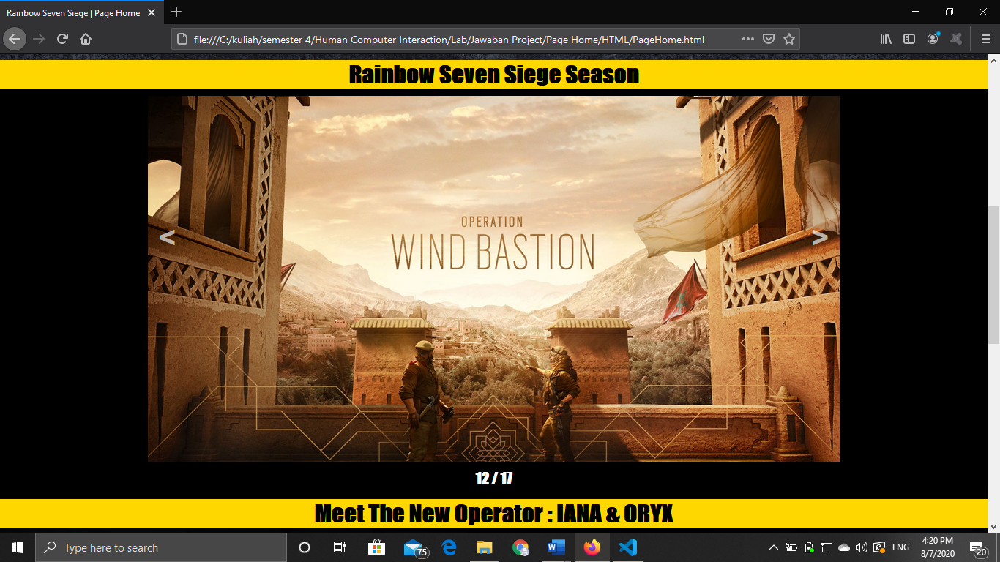 Rainbow Seven Siege | Page Home
file:///C:/kuliah/semester 4/Human Computer Interaction/Lab/Jawaban Project/Page Home/HTML/PageHome.html
Rainbow Seven Siege Season
OPERATION
WIND BASTION
<
>
12 / 17
Meet The New Operator : IANA & ORYX
Type here to search
75
ENG
4:20 PM
8/7/2020
20